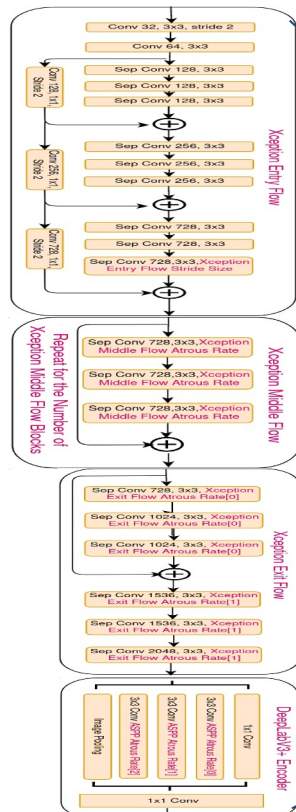 Conv 32, 3x3, stride 2
Conv 64, 3x3
Sep Conv 128, 3x3
Sep Conv 128, 3x3
Sep Conv 128, 3x3
Conv 128, 1x1,
Stride 2
Sep Conv 256, 3x3
Sep Conv 256, 3x3
Sep Conv 256, 3x3
Conv 256, 1x1,
Stride 2
Sep Conv 728, 3x3
Sep Conv 728, 3x3
Sep Conv 728,3x3,Xception
Entry Flow Stride Size
Conv 728, 1x1,
Stride 2
Xception Entry Flow
Sep Conv 728,3x3,Xception
Middle Flow Atrous Rate
Sep Conv 728,3x3,Xception
Middle Flow Atrous Rate
Sep Conv 728,3x3,Xception
Middle Flow Atrous Rate
Xception Middle Flow
Repeat for the Number of
Xception Middle Flow Blocks
Sep Conv 728, 3x3, Xception
Exit Flow Atrous Rate[0]
Sep Conv 1024, 3x3, Xception
Exit Flow Atrous Rate[0]
Sep Conv 1024, 3x3, Xception
Exit Flow Atrous Rate[0]
Sep Conv 1536, 3x3, Xception
Exit Flow Atrous Rate[1]
Sep Conv 1536, 3x3, Xception
Exit Flow Atrous Rate[1]
Sep Conv 2048, 3x3, Xception
Exit Flow Atrous Rate[1]
Xception Exit Flow
DeepLabV3+ Encoder
1x1 Conv
3x3 Conv ASPP Rate[0]
3x3 Conv ASPP Rate[1]
3x3 Conv ASPP Rate[2]
Image Pooling
1x1 Conv